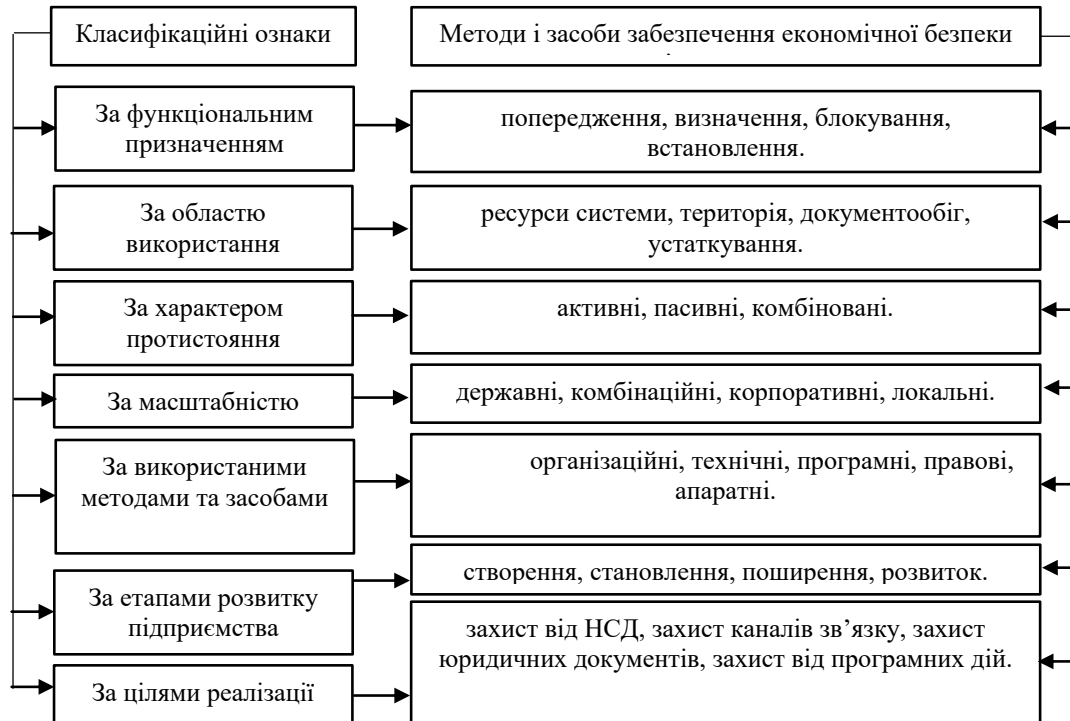 Класифікаційні ознаки
Методи і засоби забезпечення економічної безпеки
За функціональним
призначенням
попередження, визначення, блокування,
встановлення.
За областю
використання
ресурси системи, територія, документообіг,
устаткування.
За характером
протистояння
активні, пасивні, комбіновані.
За масштабністю
державні, комбінаційні, корпоративні, локальні.
За використаними
методами та засобами
організаційні, технічні, програмні, правові,
апаратні.
За етапами розвитку
підприємства
створення, становлення, поширення, розвиток.
За цілями реалізації
захист від НСД, захист каналів зв’язку, захист
юридичних документів, захист від програмних дій.